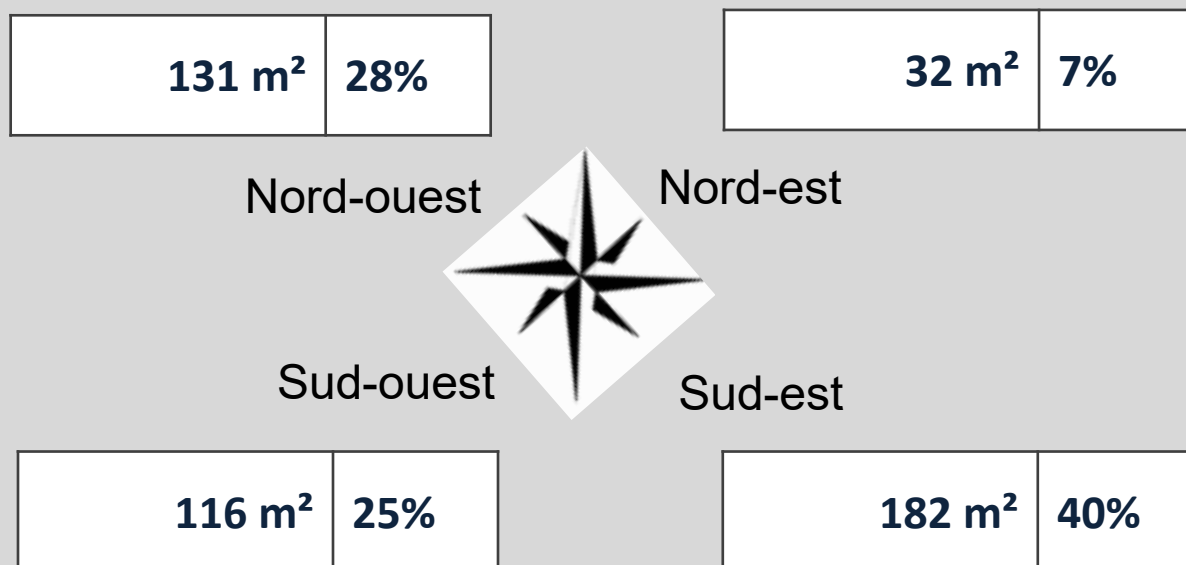 131 m² 28%
32 m² 7%
Nord-ouest
Nord-est
Sud-ouest
Sud-est
116 m² 25%
182 m² 40%